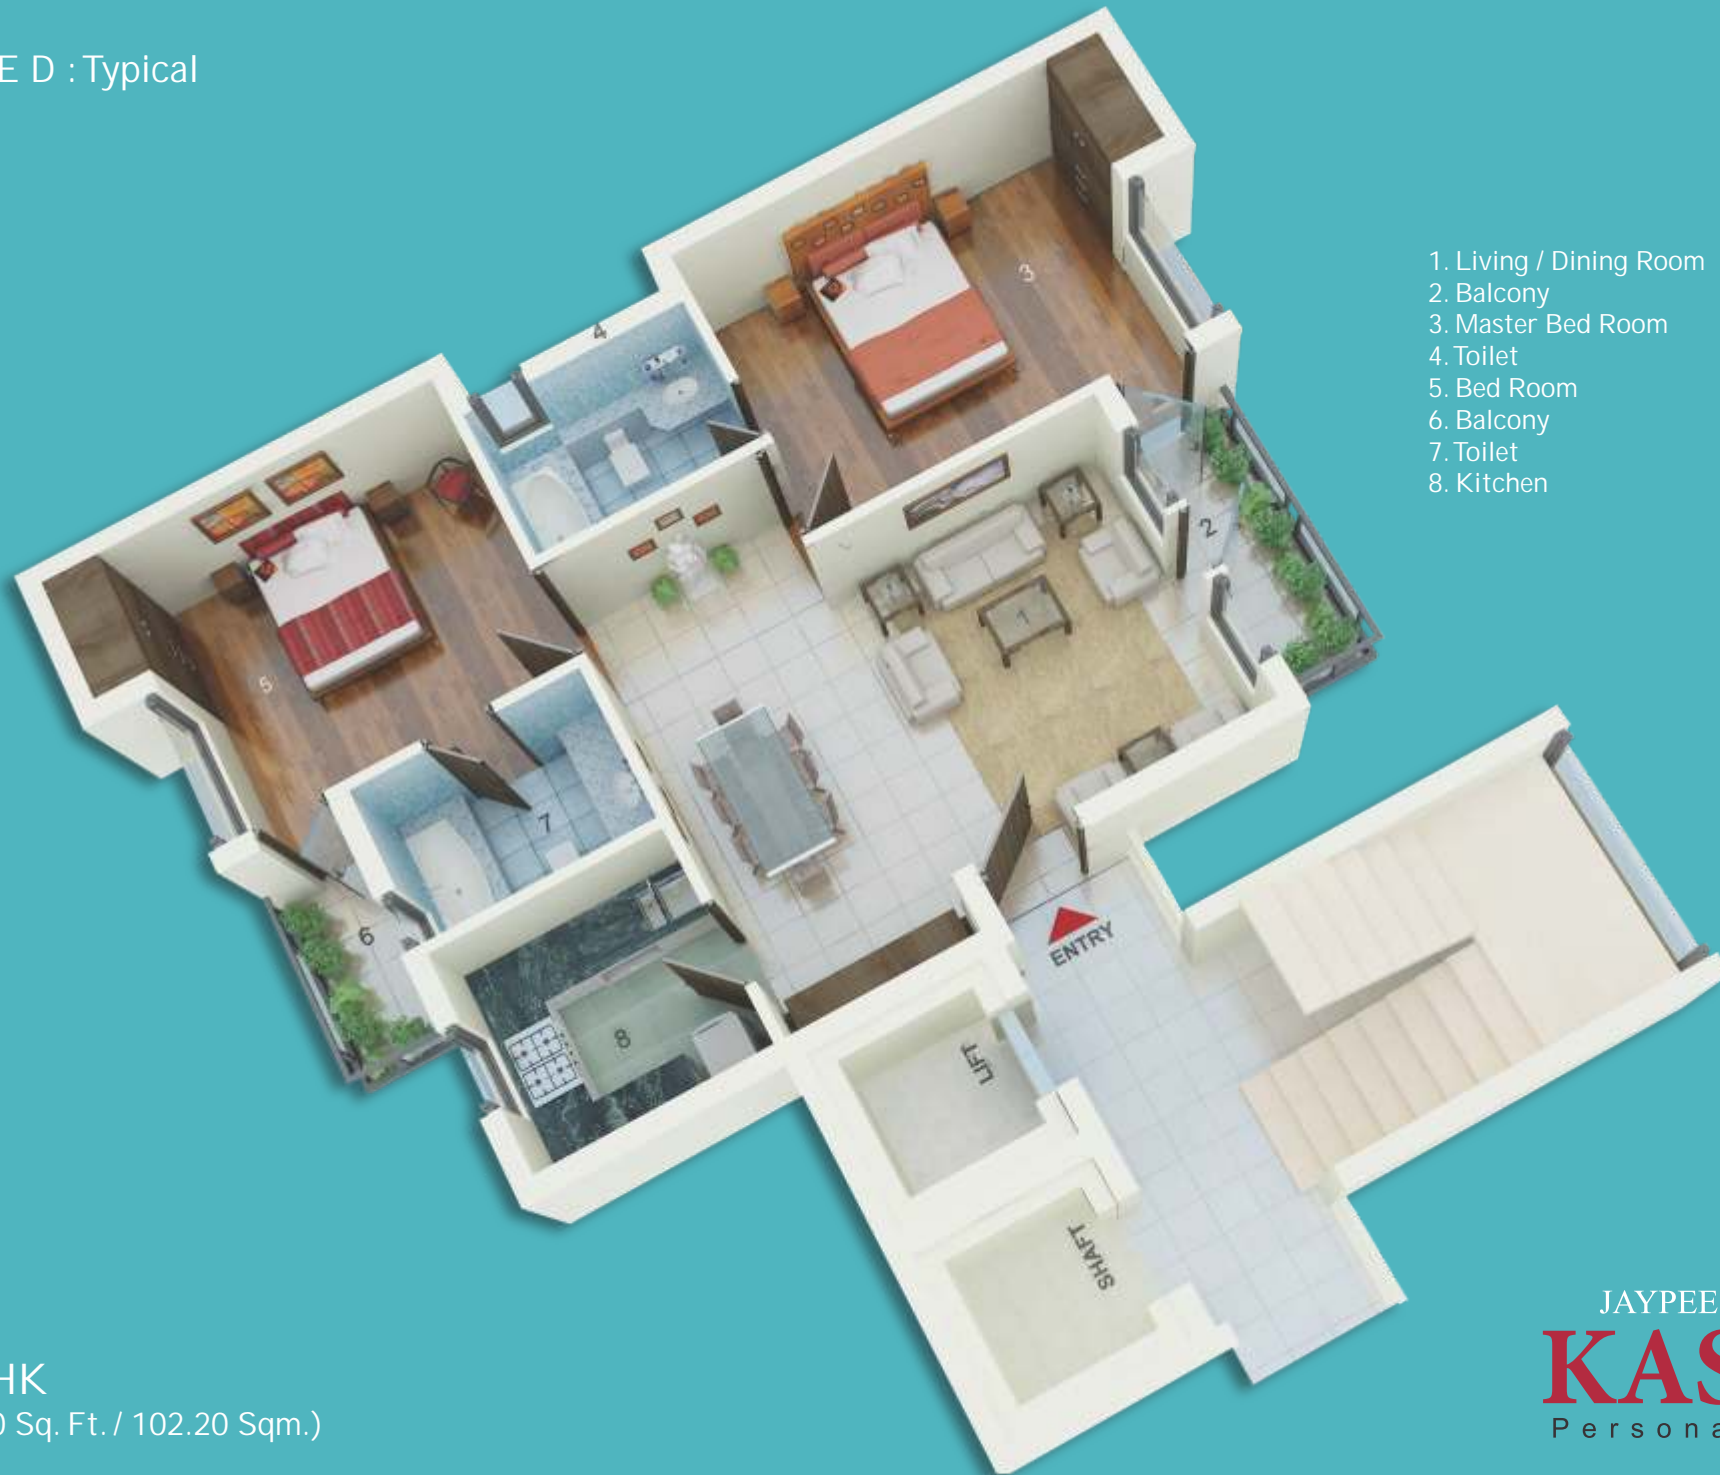 E D : Typical
1. Living / Dining Room
2. Balcony
3. Master Bed Room
4. Toilet
5. Bed Room
6. Balcony
7. Toilet
8. Kitchen
3
4
2
1
5
7
6
ENTRY
8
LIFT
SHAFT
HK
0 Sq. Ft. / 102.20 Sqm.)
JAYPEE
KAS
Persona